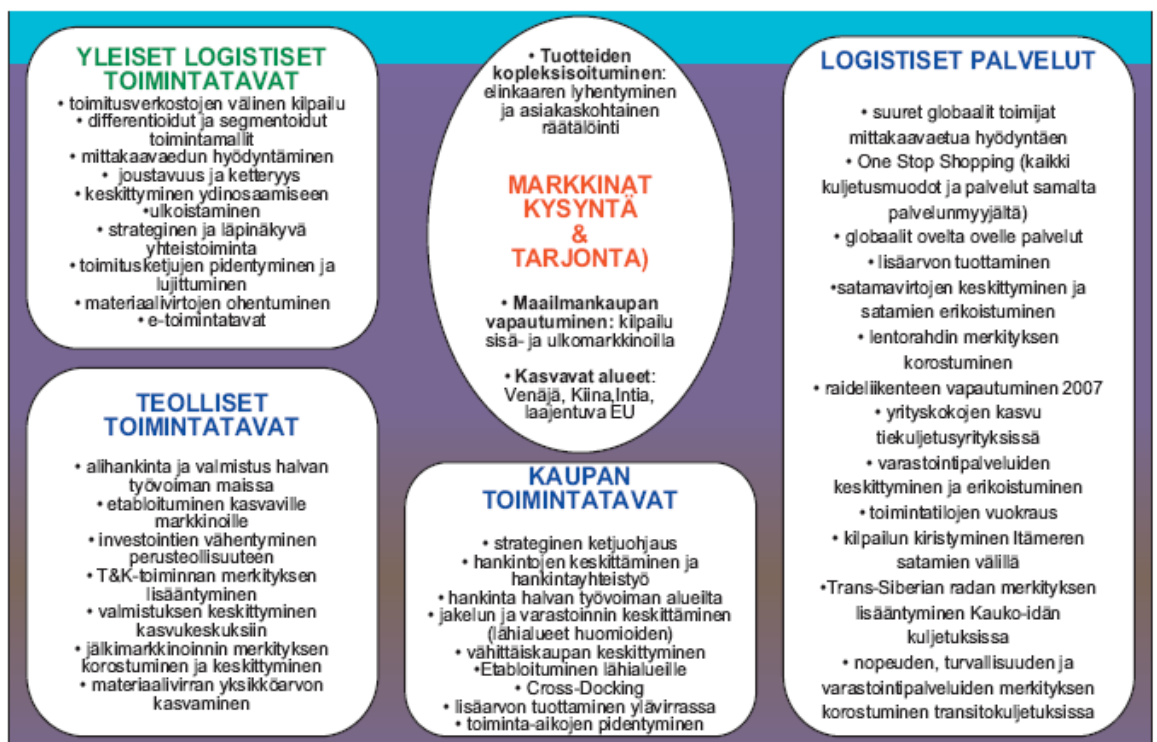 YLEISET LOGISTISET
TOIMINTATAVAT
• toimitusverkostojen välinen kilpailu
• differentioidut ja segmentoidut
toimintamallit
• mittakaavaedun hyödyntäminen
• joustavuus ja ketteryys
• keskittyminen ydinosaamiseen
•ulkoistaminen
• strateginen ja läpinäkyvä
yhteistoiminta
•toimitusketjujen pidentyminen ja
lujittuminen
• materiaalivirtojen ohentuminen
• e-toimintatavat
TEOLLISET
TOIMINTATAVAT
• alihankinta ja valmistus halvan
työvoiman maissa
• etabloituminen kasvaville
markkinoille
• investointien vähentyminen
perusteollisuuteen
• T&K-toiminnan merkityksen
lisääntyminen
• valmistuksen keskittyminen
kasvukeskuksiin
• jälkimarkkinoinnin merkityksen
korostuminen ja keskittyminen
• materiaalivirran yksikköarvon
kasvaminen
• Tuotteiden
kopleksisoituminen:
elinkaaren lyhentyminen
ja asiakaskohtainen
räätälöinti
MARKKINAT
KYSYNTÄ
&
TARJONTA)
• Maailmankaupan
vapautuminen: kilpailu
sisä- ja ulkomarkkinoilla
• Kasvavat alueet:
Venäjä, Kiina,Intia,
laajentuva EU
KAUPAN
TOIMINTATAVAT
• strateginen ketjuohjaus
• hankintojen keskittäminen ja
hankintayhteistyö
• hankinta halvan työvoiman alueilta
• jakelun ja varastoinnin keskittäminen
(lähialueet huomioiden)
• vähittäiskaupan keskittyminen
•Etabloituminen lähialueille
• Cross-Docking
• lisäarvon tuottaminen ylävirrassa
• toiminta-aikojen pidentyminen
LOGISTISET PALVELUT
• suuret globaalit toimijat
mittakaavaetua hyödyntäen
• One Stop Shopping (kaikki
kuljetusmuodot ja palvelut samalta
palvelunmyyjältä)
• globaalit ovelta ovelle palvelut
• lisäarvon tuottaminen
•satamavirtojen keskittyminen ja
satamien erikoistuminen
• lentorahdin merkityksen
korostuminen
• raideliikenteen vapautuminen 2007
• yrityskokojen kasvu
tiekuljetusyrityksissä
• varastointipalveluiden
keskittyminen ja erikoistuminen
• toimintatilojen vuokraus
• kilpailun kiristyminen Itämeren
satamien välillä
•Trans-Siberian radan merkityksen
lisääntyminen Kauko-idän
kuljetuksissa
• nopeuden, turvallisuuden ja
varastointipalveluiden merkityksen
korostuminen transitokuljetuksissa